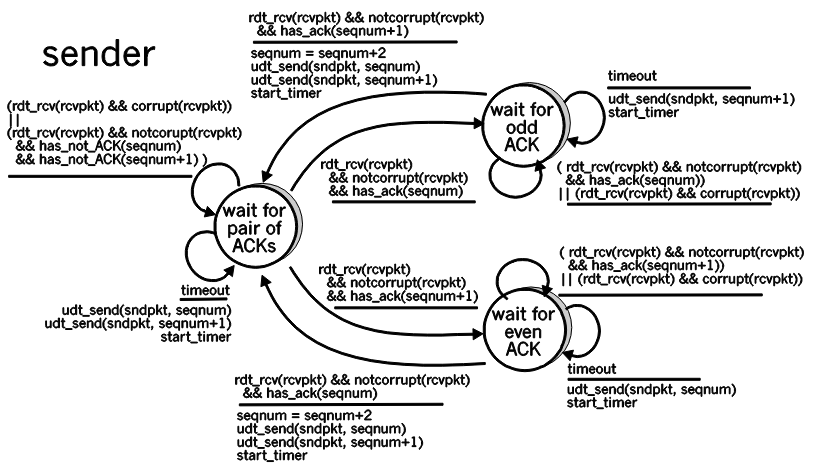 sender
rdt_rcv(rcvpkt) && notcorrupt(rcvpkt)
&& has_ack(seqnum+1)
seqnum = seqnum+2
udt_send(sndpkt, seqnum)
udt_send(sndpkt, seqnum+1)
start_timer
(rdt_rcv(rcvpkt) && corrupt(rcvpkt))
||
(rdt_rcv(rcvpkt) && notcorupt(rcvpkt)
&& has_not_ACK(seqnum)
&& has_not_ACK(seqnum+1) )
wait for
odd
ACK
timeout
udt_send(sndpkt, seqnum+1)
start_timer
rdt_rcv(rcvpkt)
&& notcorrupt(rcvpkt)
&& has_ack(seqnum)
( rdt_rcv(rcvpkt) && notcorrupt(rcvpkt)
&& has_ack(seqnum))
|| (rdt_rcv(rcvpkt) && corrupt(rcvpkt))
wait for
pair of
ACKs
timeout
udt_send(sndpkt, seqnum)
udt_send(sndpkt, seqnum+1)
start_timer
rdt_rcv(rcvpkt)
&& notcorrupt(rcvpkt)
&& has_ack(seqnum+1)
( rdt_rcv(rcvpkt) && notcorrupt(rcvpkt)
&& has_ack(seqnum+1))
|| (rdt_rcv(rcvpkt) && corrupt(rcvpkt))
wait for
even
ACK
timeout
udt_send(sndpkt, seqnum)
start_timer
rdt_rcv(rcvpkt) && notcorrupt(rcvpkt)
&& has_ack(seqnum)
seqnum = seqnum+2
udt_send(sndpkt, seqnum)
udt_send(sndpkt, seqnum+1)
start_timer